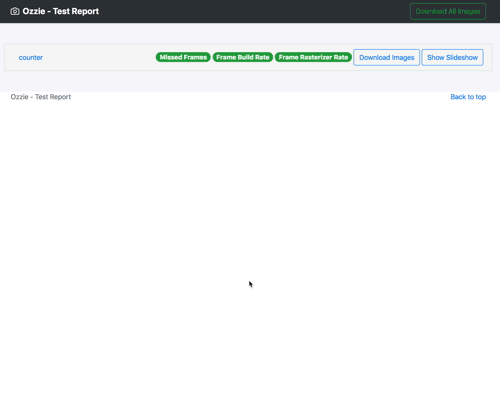 Ozzie - Test Report
Download All Images
counter
Missed Frames Frame Build Rate Frame Rasterizer Rate Download Images Show Slideshow
Ozzie - Test Report
Back to top